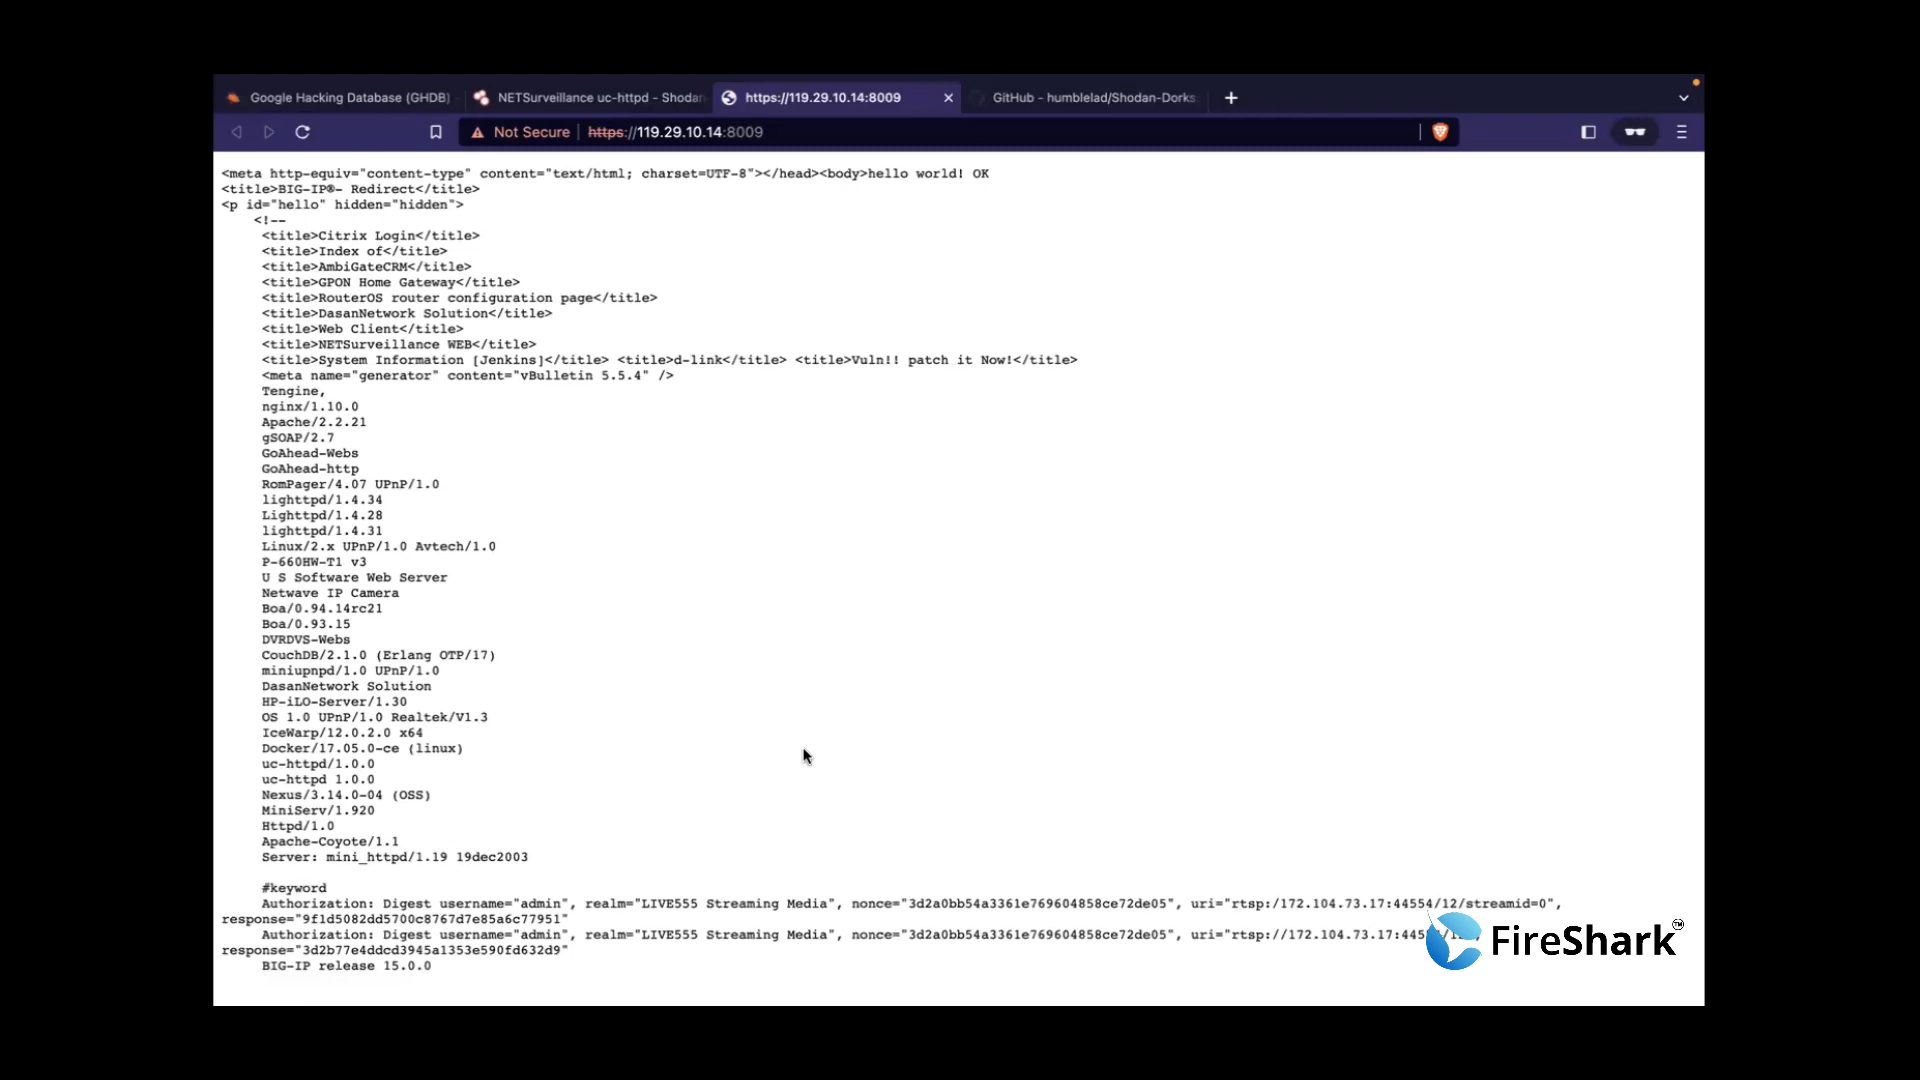 Google Hacking Database (GHDB)
NETSurveillance uc-httpd - Shodan
https://119.29.10.14:8009
GitHub - humblelad/Shodan-Dorks:
Not Secure
https://119.29.10.14:8009
<meta http-equiv="content-type" content="text/html; charset=UTF-8"></head><body>hello world! OK
<title>BIG-IP®- Redirect</title>
<p id="hello" hidden="hidden">
<!--
<title>Citrix Login</title>
<title>Index of</title>
<title>AmbiGateCRM</title>
<title>GPON Home Gateway</title>
<title>RouterOS router configuration page</title>
<title>DasanNetwork Solution</title>
<title>Web Client</title>
<title>NETSurveillance WEB</title>
<title>System Information [Jenkins]</title> <title>d-link</title> <title>Vuln!! patch it Now!</title>
<meta name="generator" content="vBulletin 5.5.4" />
Tengine,
nginx/1.10.0
Apache/2.2.21
gSOAP/2.7
GoAhead-Webs
GoAhead-http
RomPager/4.07 UPnP/1.0
lighttpd/1.4.34
Lighttpd/1.4.28
lighttpd/1.4.31
Linux/2.x UPnP/1.0 Avtech/1.0
P-660HW-T1 v3
U S Software Web Server
Netwave IP Camera
Boa/0.94.14rc21
Boa/0.93.15
DVRDVS-Webs
CouchDB/2.1.0 (Erlang OTP/17)
miniupnpd/1.0 UPnP/1.0
DasanNetwork Solution
HP-iLO-Server/1.30
OS 1.0 UPnP/1.0 Realtek/V1.3
IceWarp/12.0.2.0 x64
Docker/17.05.0-ce (linux)
uc-httpd/1.0.0
uc-httpd 1.0.0
Nexus/3.14.0-04 (OSS)
MiniServ/1.920
Httpd/1.0
Apache-Coyote/1.1
Server: mini_httpd/1.19 19dec2003
#keyword
Authorization: Digest username="admin", realm="LIVE555 Streaming Media", nonce="3d2a0bb54a3361e769604858ce72de05", uri="rtsp:/172.104.73.17:44554/12/streamid=0",
response="9f1d5082dd5700c8767d7e85a6c77951"
Authorization: Digest username="admin", realm="LIVE555 Streaming Media", nonce="3d2a0bb54a3361e769604858ce72de05", uri="rtsp://172.104.73.17:4455
response="3d2b77e4ddcd3945a1353e590fd632d9"
BIG-IP release 15.0.0
FireShark™